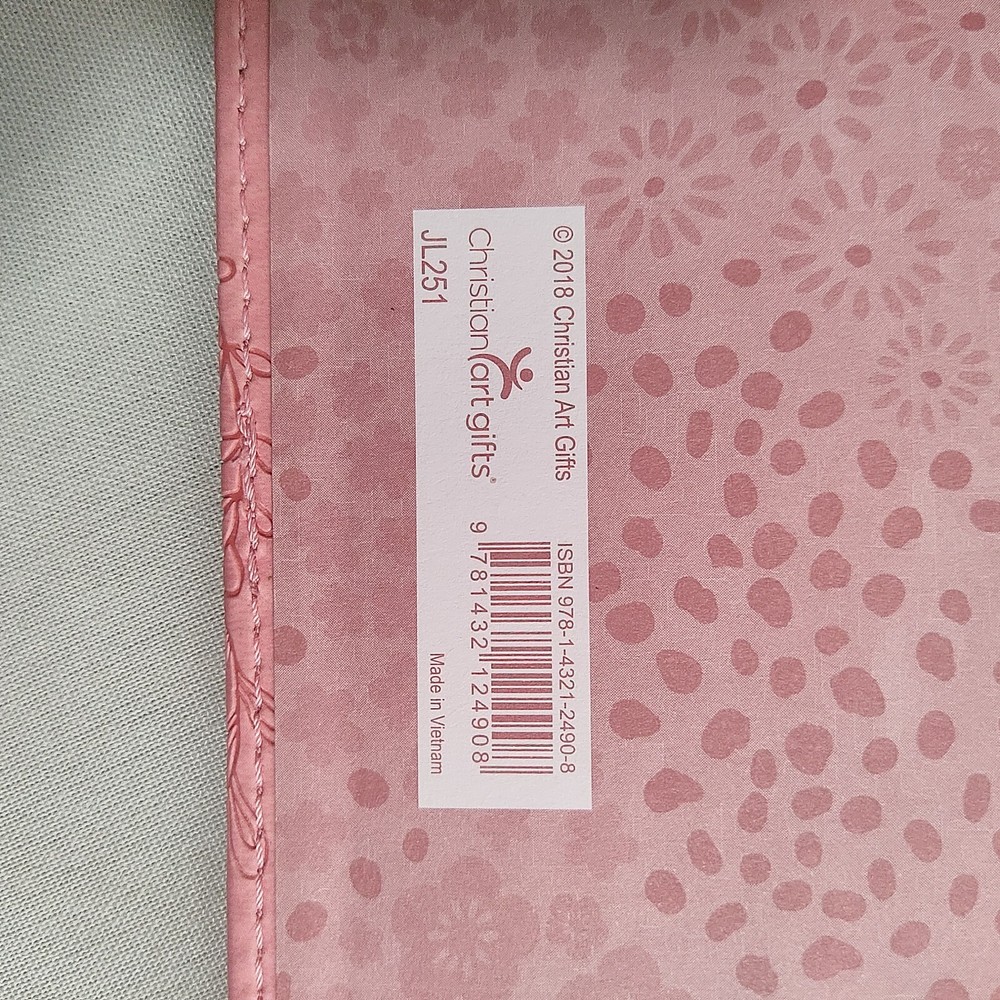 © 2018 Christian Art Gifts
Christian art gifts®
JL251
ISBN 978-1-4321-2490-8
9 781432 124908
Made in Vietnam